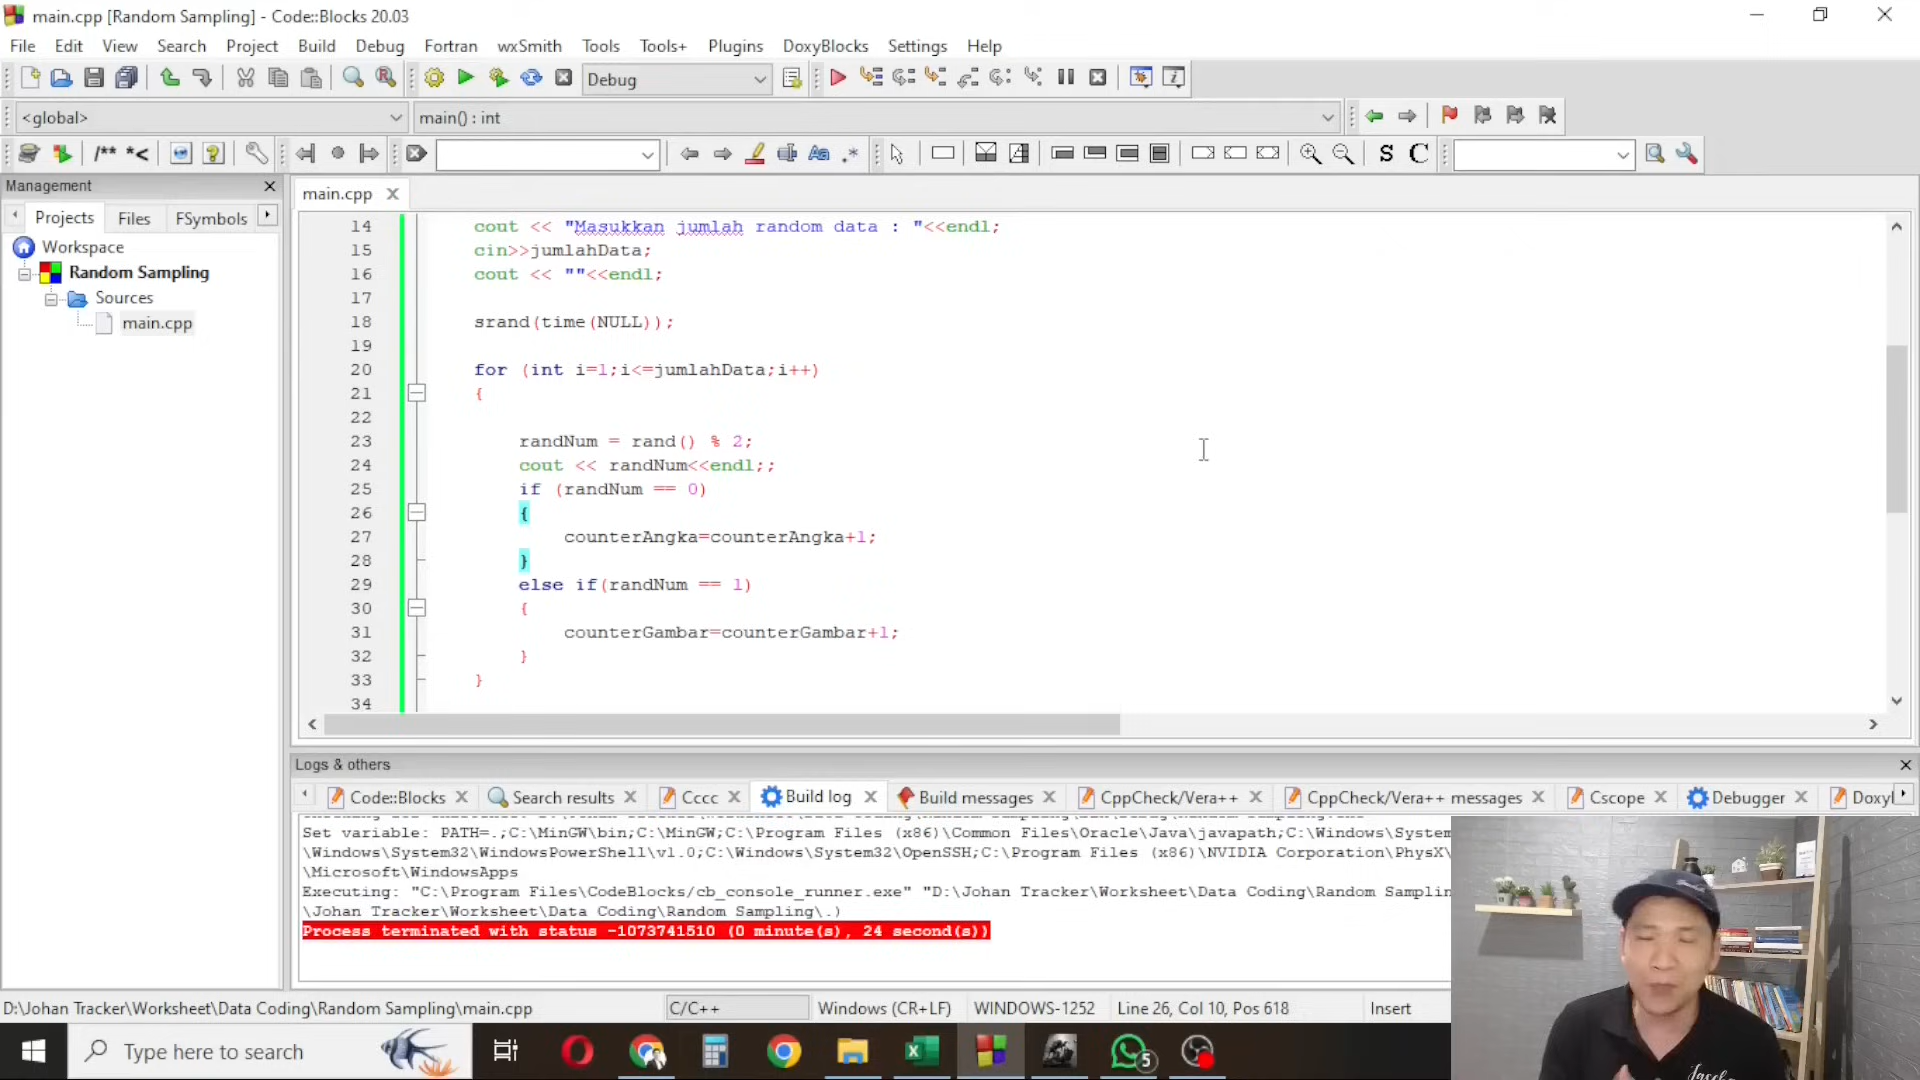 main.cpp [Random Sampling] - Code::Blocks 20.03
File Edit View Search Project Build Debug Fortran wxSmith Tools Tools+ Plugins DoxyBlocks Settings Help
Debug
<global>
main() : int
/** *<
Aa .*
S C
Management
main.cpp
Projects Files FSymbols
Workspace
Random Sampling
Sources
main.cpp
14 cout << "Masukkan jumlah random data : "<<endl;
15 cin>>jumlahData;
16 cout << ""<<endl;
17
18 srand(time(NULL));
19
20 for (int i=1;i<=jumlahData;i++)
21 {
22
23 randNum = rand() % 2;
24 cout << randNum<<endl;;
25 if (randNum == 0)
26 {
27 counterAngka=counterAngka+1;
28 }
29 else if(randNum == 1)
30 {
31 counterGambar=counterGambar+1;
32 }
33 }
34
Logs & others
Code::Blocks Search results Cccc Build log Build messages CppCheck/Vera++ CppCheck/Vera++ messages Cscope Debugger Doxy
Set variable: PATH=.;C:\MinGW\bin;C:\MinGW;C:\Program Files (x86)\Common Files\Oracle\Java\javapath;C:\Windows\System
\Windows\System32\WindowsPowerShell\v1.0;C:\Windows\System32\OpenSSH;C:\Program Files (x86)\NVIDIA Corporation\PhysX\
\Microsoft\WindowsApps
Executing: "C:\Program Files\CodeBlocks/cb_console_runner.exe" "D:\Johan Tracker\Worksheet\Data Coding\Random Samplin
\Johan Tracker\Worksheet\Data Coding\Random Sampling\.)
Process terminated with status -1073741510 (0 minute(s), 24 second(s))
D:\Johan Tracker\Worksheet\Data Coding\Random Sampling\main.cpp C/C++ Windows (CR+LF) WINDOWS-1252 Line 26, Col 10, Pos 618 Insert
Type here to search
5